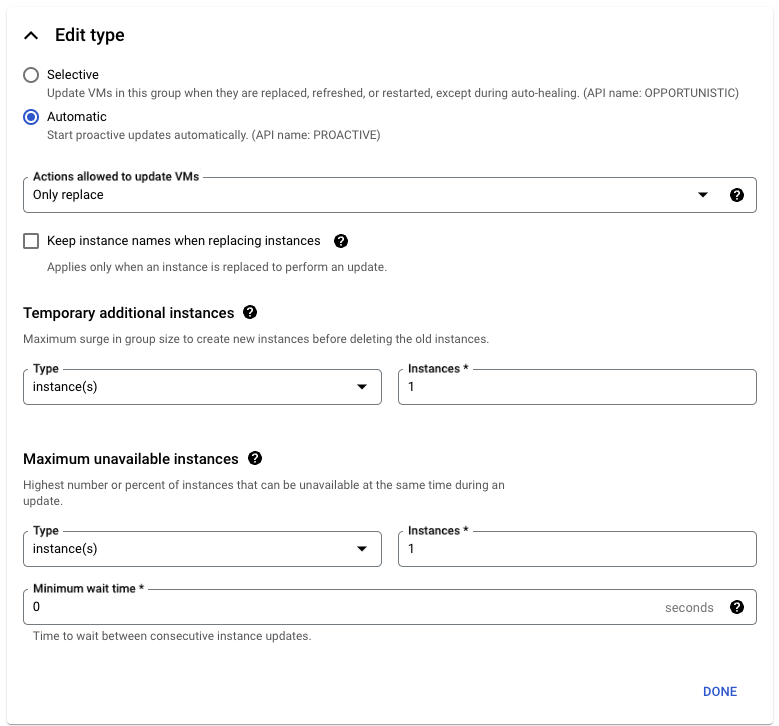 Edit type
Selective
Update VMs in this group when they are replaced, refreshed, or restarted, except during auto-healing. (API name: OPPORTUNISTIC)
Automatic
Start proactive updates automatically. (API name: PROACTIVE)
Actions allowed to update VMs
Only replace
?
Keep instance names when replacing instances ?
Applies only when an instance is replaced to perform an update.
Temporary additional instances ?
Maximum surge in group size to create new instances before deleting the old instances.
Type
instance(s)
Instances *
1
Maximum unavailable instances ?
Highest number or percent of instances that can be unavailable at the same time during an
update.
Type
instance(s)
Instances *
1
Minimum wait time *
0 seconds ?
Time to wait between consecutive instance updates.
DONE